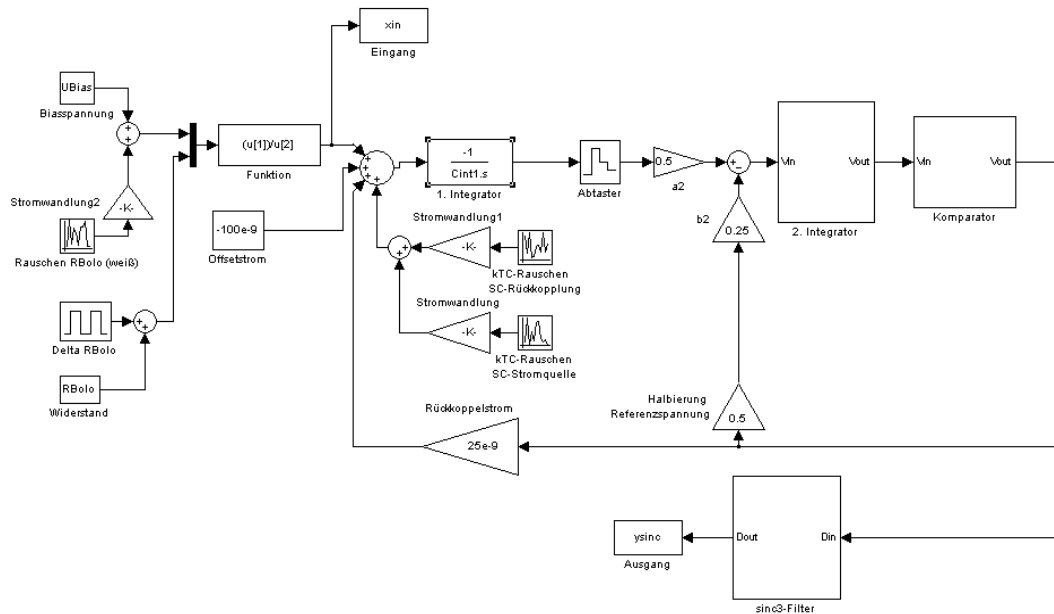 xin
Eingang
UBias
Biasspannung
(u[1])/u[2]
Funktion
-1
Cint1.s
1. Integrator
Abtaster
0.5
a2
Vin
Vout
2. Integrator
Vin
Vout
Komparator
b2
0.25
Stromwandlung2
-K-
Rauschen RBolo (weiß)
-100e-9
Offsetstrom
Stromwandlung1
-K-
kTC-Rauschen
SC-Rückkopplung
Stromwandlung
-K-
kTC-Rauschen
SC-Stromquelle
Delta RBolo
RBolo
Widerstand
Rückkoppelstrom
25e-9
Halbierung
Referenzspannung
0.5
ysinc
Ausgang
Dout
Din
sinc3-Filter